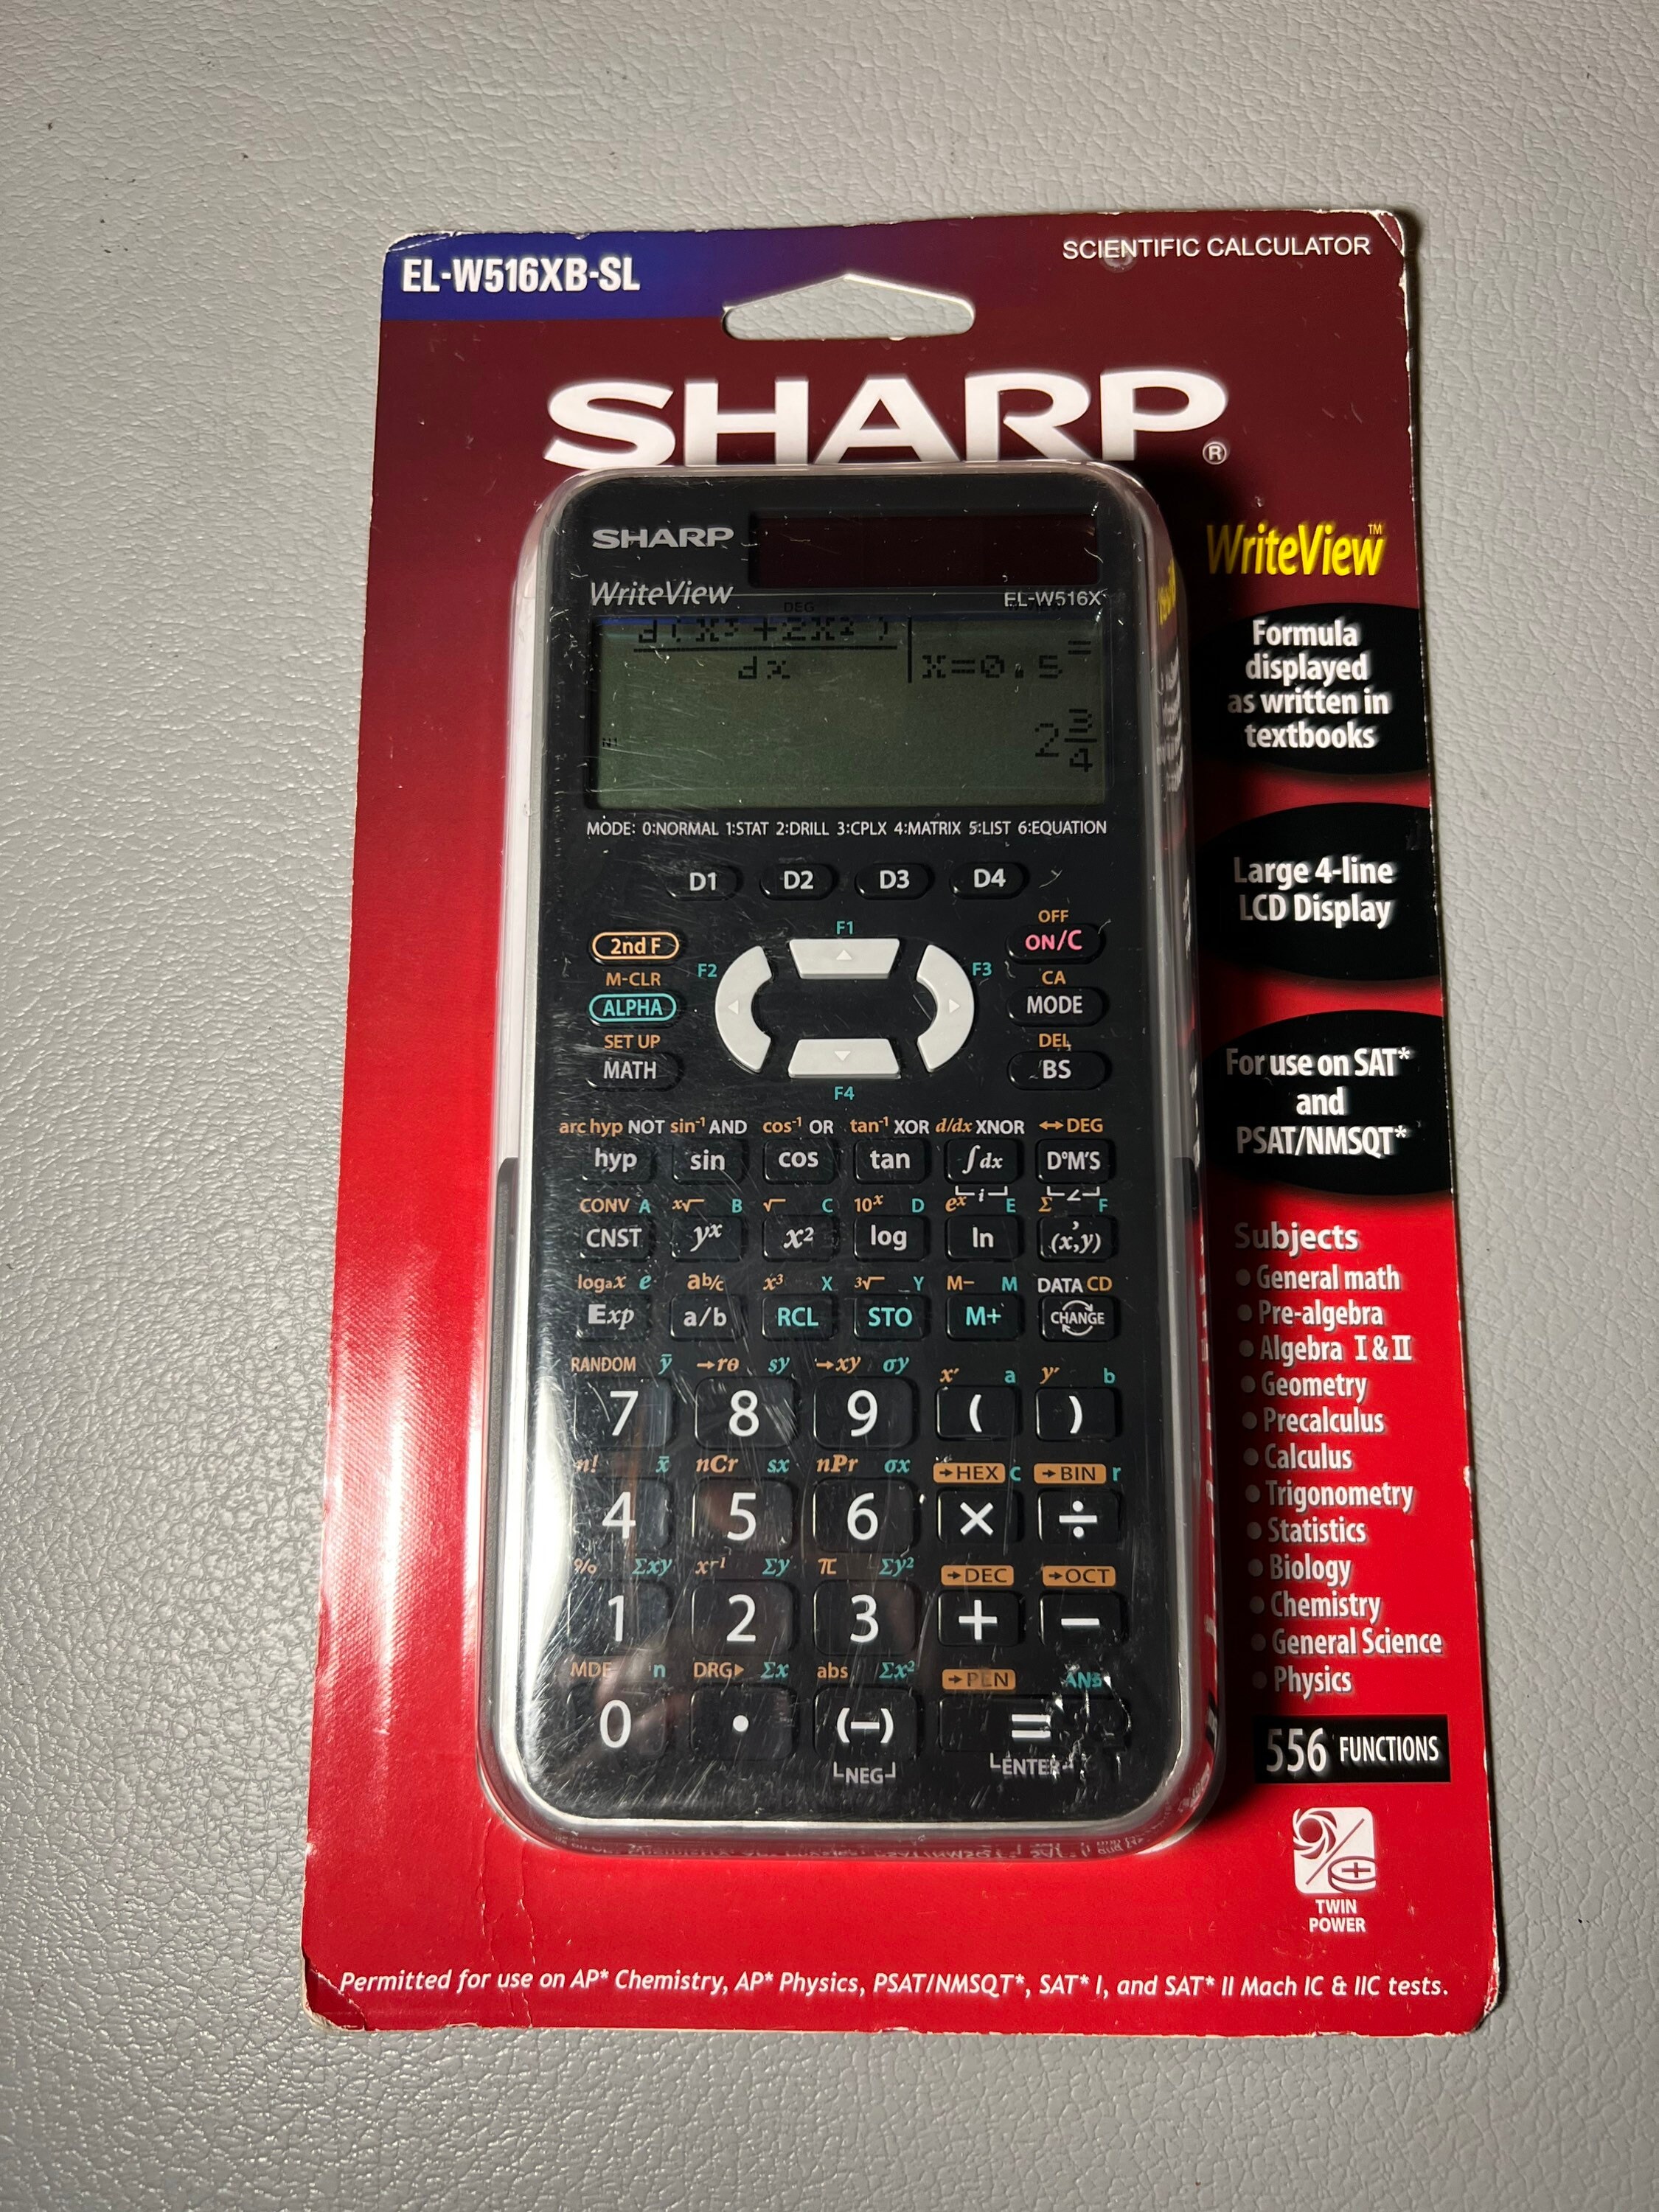 EL-W516XB-SL
SCIENTIFIC CALCULATOR
SHARP®
SHARP
WriteView
EL-W516X
DEG
d(X³+2X²)
dx
X=0.5=
2 3/4
MODE: 0:NORMAL 1:STAT 2:DRILL 3:CPLX 4:MATRIX 5:LIST 6:EQUATION
D1 D2 D3 D4
OFF
2nd F F1 ON/C
M-CLR F2 F3 CA
ALPHA MODE
SET UP DEL
MATH BS
F4
arc hyp NOT sin⁻¹ AND cos⁻¹ OR tan⁻¹ XOR d/dx XNOR ↔DEG
hyp sin cos tan ∫dx D°M'S
i ∠
CONV A ˣ√ B √ C 10ˣ D eˣ E Σ F
CNST yˣ x² log ln (x,y)
logₐx e ab/c x³ X ³√ Y M− M DATA CD
Exp a/b RCL STO M+ CHANGE
RANDOM ȳ →rθ sy →xy σy x′ a y′ b
7 8 9 ( )
n! x̄ nCr sx nPr σx →HEX c →BIN r
4 5 6 × ÷
% Σxy x⁻¹ Σy π Σy² →DEC →OCT
1 2 3 + −
MDF n DRG▸ Σx abs Σx² →PEN ANS
0 • (−) =
NEG ENTER
WriteView™
Formula
displayed
as written in
textbooks
Large 4-line
LCD Display
For use on SAT*
and
PSAT/NMSQT*
Subjects
• General math
• Pre-algebra
• Algebra I & II
• Geometry
• Precalculus
• Calculus
• Trigonometry
• Statistics
• Biology
• Chemistry
• General Science
• Physics
556 FUNCTIONS
TWIN
POWER
Permitted for use on AP* Chemistry, AP* Physics, PSAT/NMSQT*, SAT* I, and SAT* II Mach IC & IIC tests.